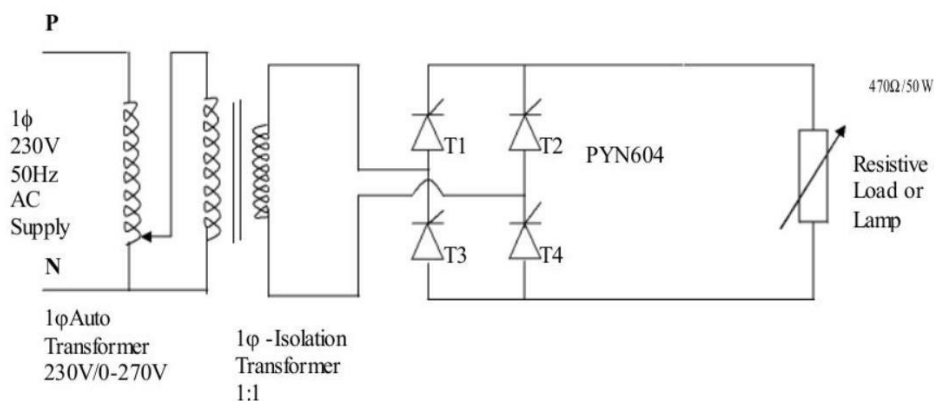 P
1ϕ
230V
50Hz
AC
Supply
N
1φAuto
Transformer
230V/0-270V
1φ -Isolation
Transformer
1:1
T1
T2
T3
T4
PYN604
470Ω/50W
Resistive
Load or
Lamp